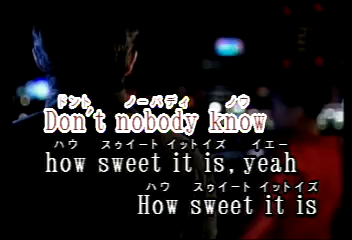 ドント ノーバディ ノウ
Don't nobody know
ハウ スウィート イットイズ イエー
how sweet it is, yeah
ハウ スウィート イットイズ
How sweet it is